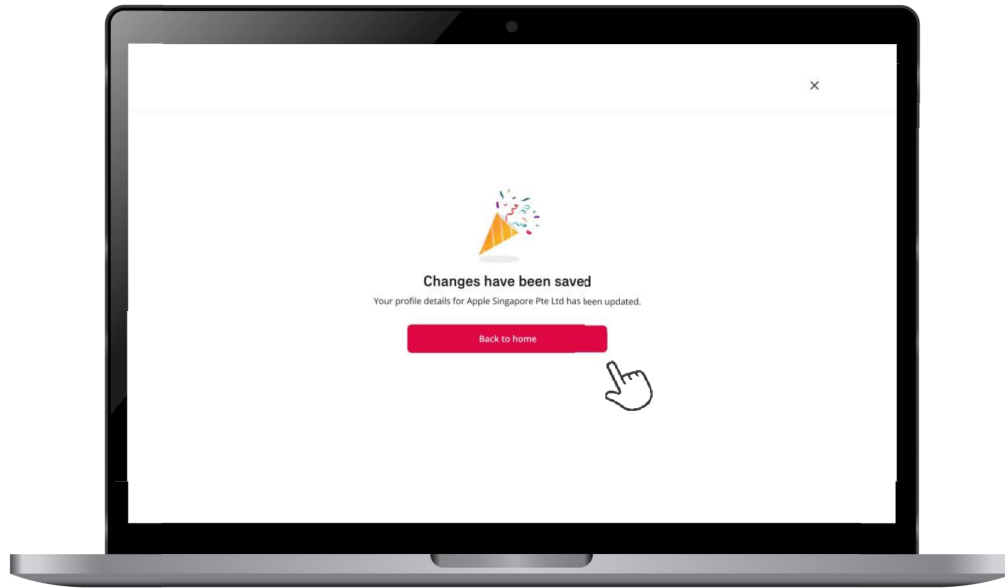 Changes have been saved
Your profile details for Apple Singapore Pte Ltd has been updated.
Back to home